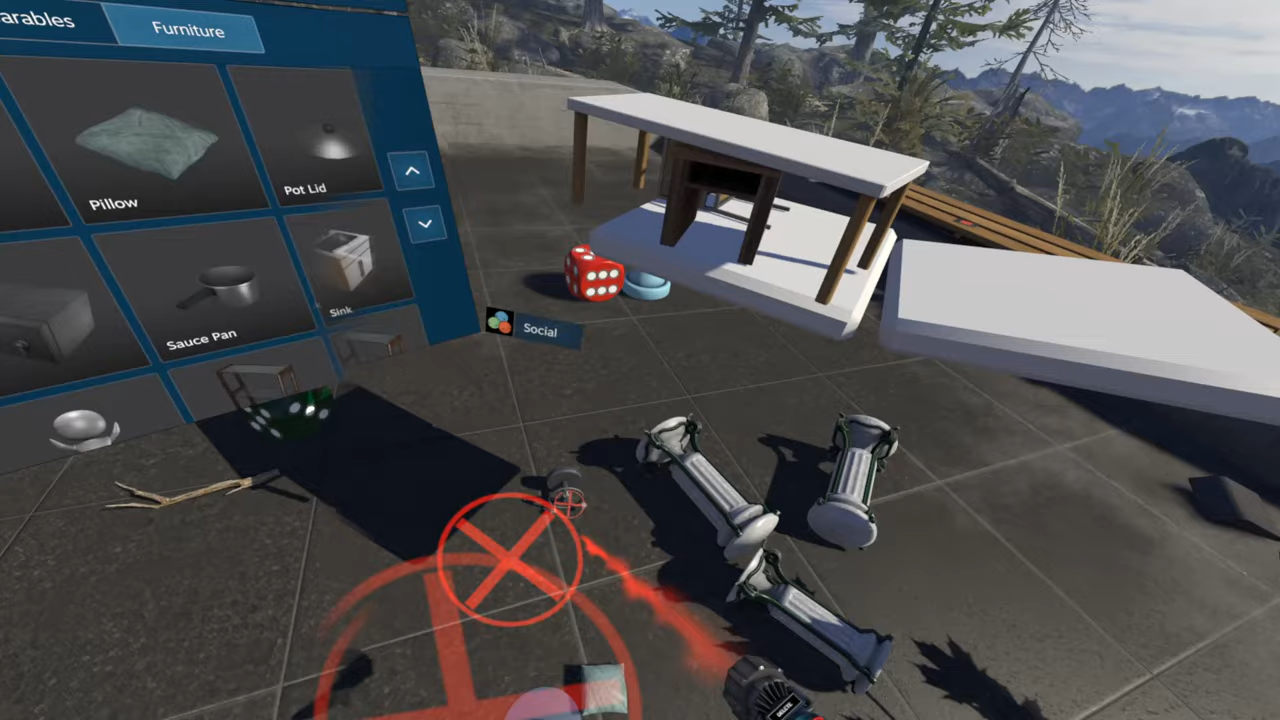 arables
Furniture
Pillow
Pot Lid
Sauce Pan
Sink
Social